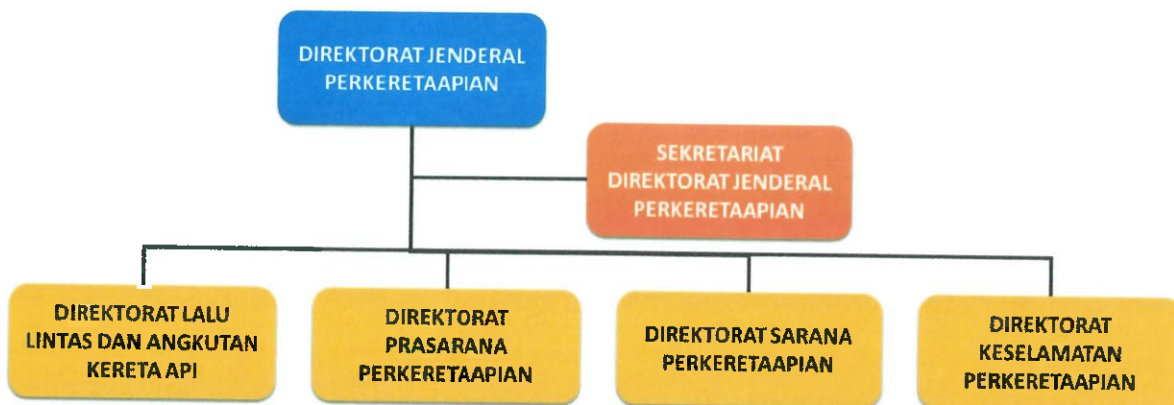 DIREKTORAT JENDERAL
PERKERETAAPIAN
SEKRETARIAT
DIREKTORAT JENDERAL
PERKERETAAPIAN
DIREKTORAT LALU
LINTAS DAN ANGKUTAN
KERETA API
DIREKTORAT
PRASARANA
PERKERETAAPIAN
DIREKTORAT SARANA
PERKERETAAPIAN
DIREKTORAT
KESELAMATAN
PERKERETAAPIAN